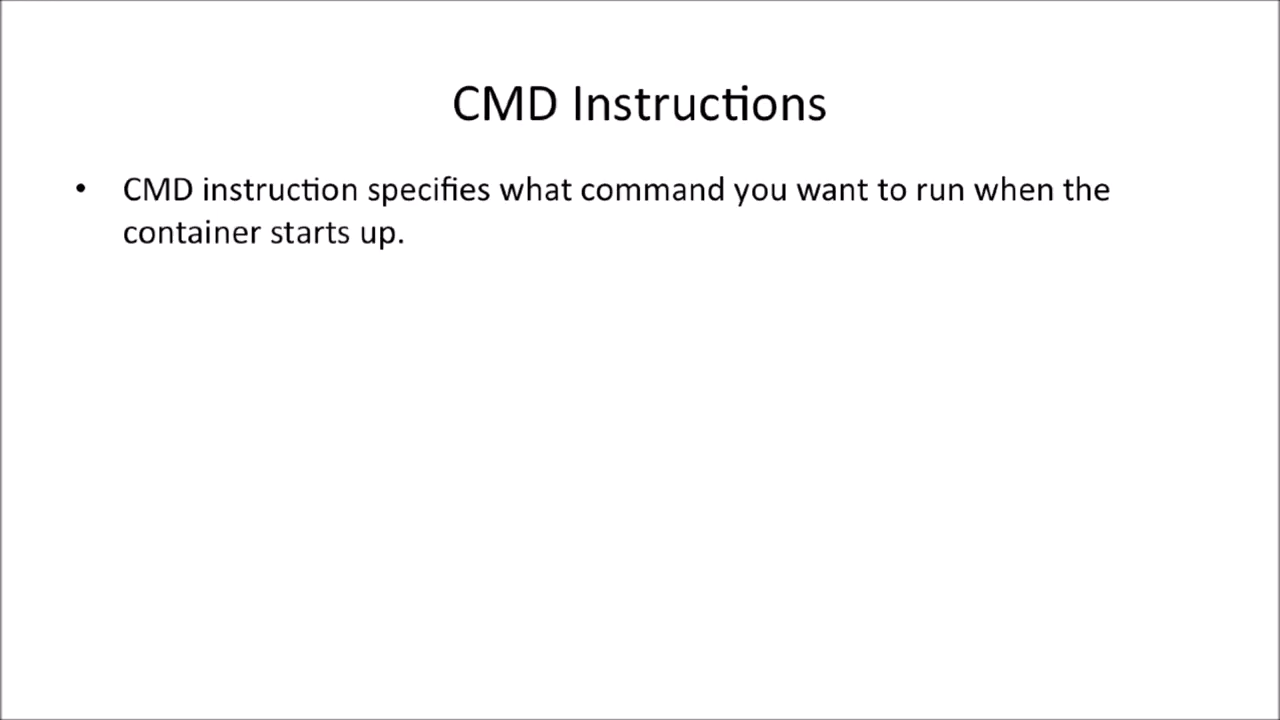 CMD Instructions
• CMD instruction specifies what command you want to run when the
container starts up.